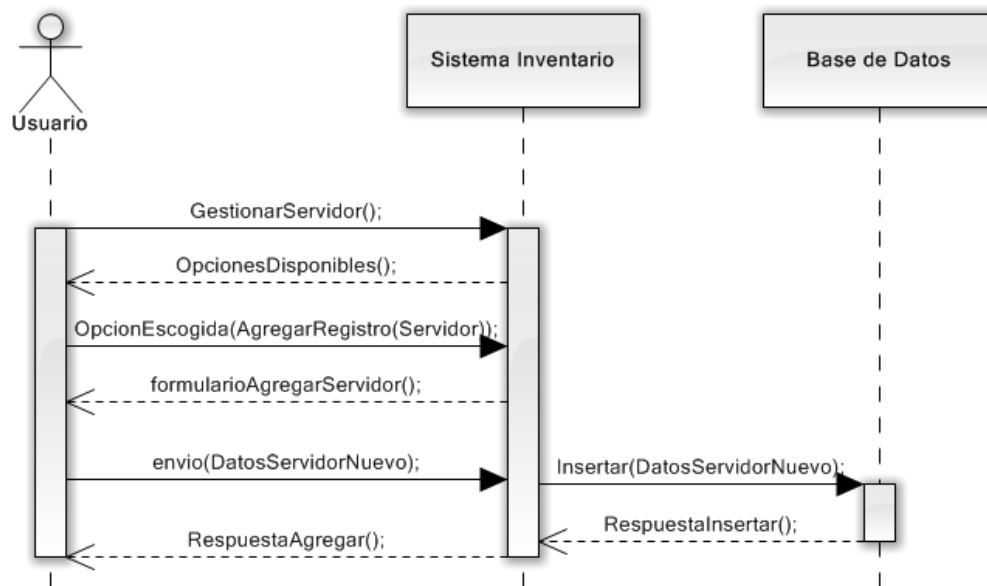 Usuario
Sistema Inventario
Base de Datos
GestionarServidor();
OpcionesDisponibles();
OpcionEscogida(AgregarRegistro(Servidor));
formularioAgregarServidor();
envio(DatosServidorNuevo);
Insertar(DatosServidorNuevo);
RespuestaInsertar();
RespuestaAgregar();